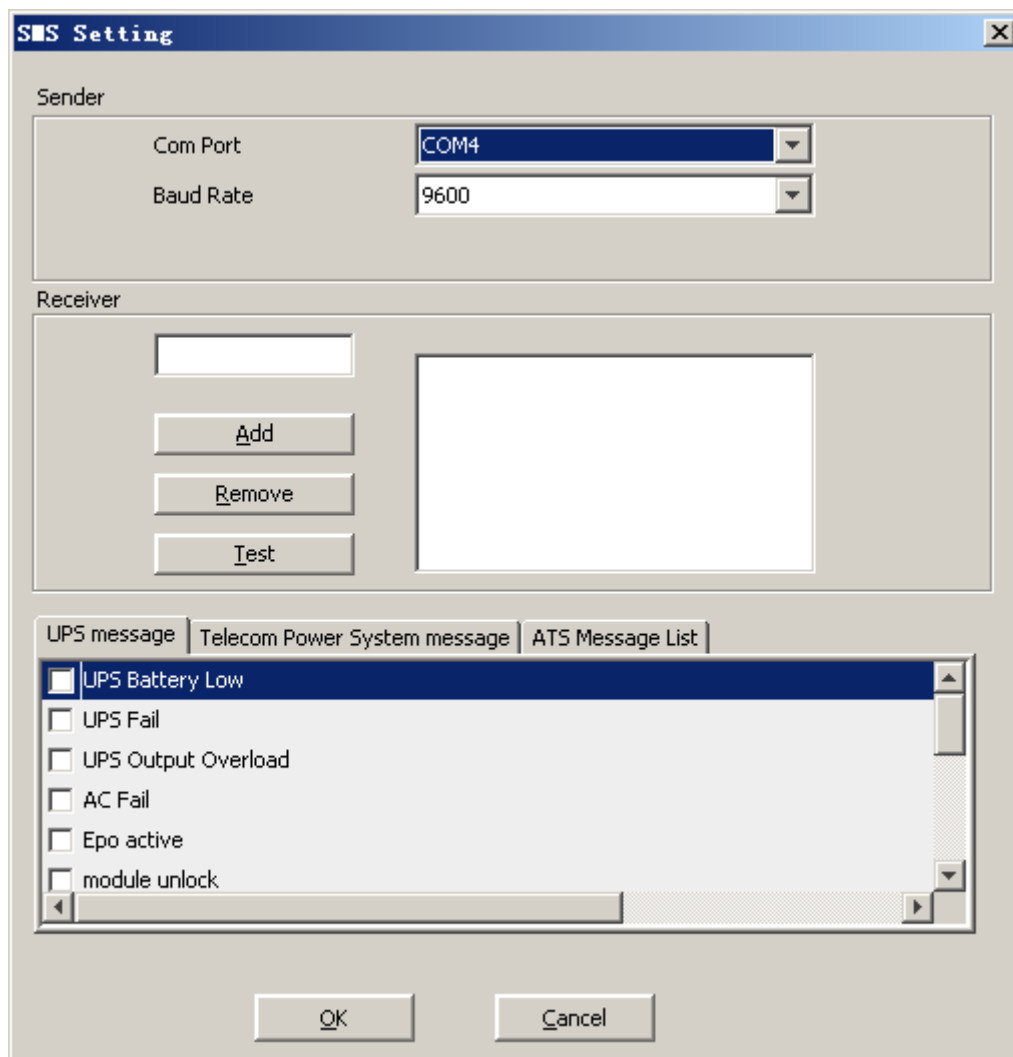 SMS Setting
Sender
Com Port
COM4
Baud Rate
9600
Receiver
Add
Remove
Test
UPS message
Telecom Power System message
ATS Message List
UPS Battery Low
UPS Fail
UPS Output Overload
AC Fail
Epo active
module unlock
OK
Cancel